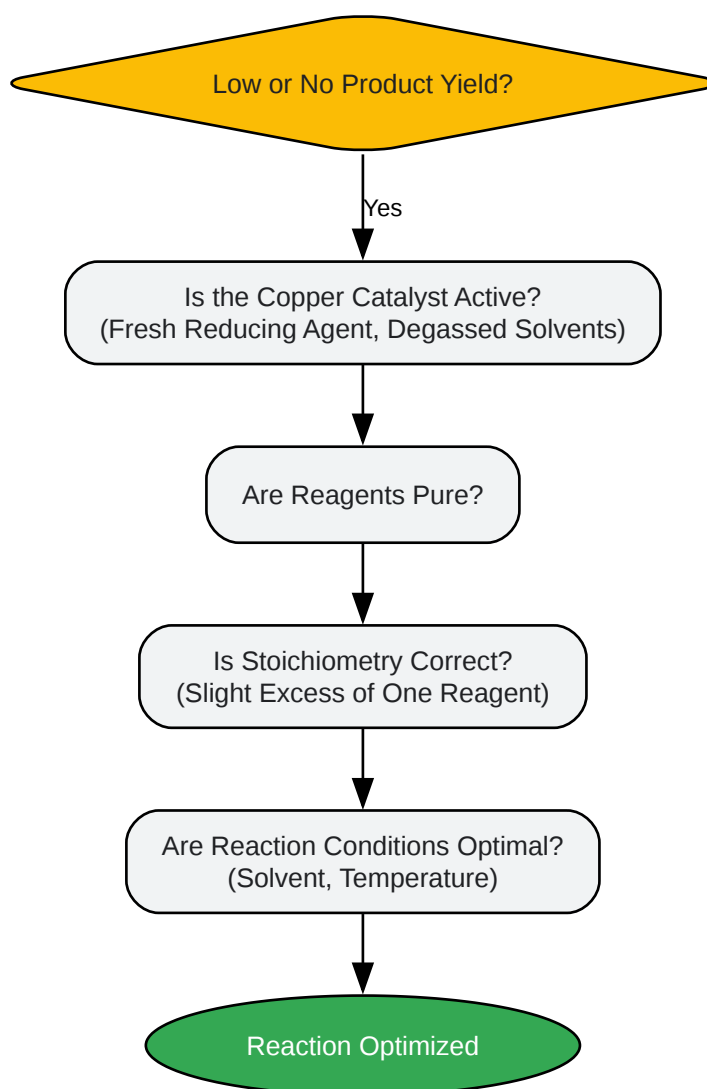 Low or No Product Yield?
Yes
Is the Copper Catalyst Active?
(Fresh Reducing Agent, Degassed Solvents)
Are Reagents Pure?
Is Stoichiometry Correct?
(Slight Excess of One Reagent)
Are Reaction Conditions Optimal?
(Solvent, Temperature)
Reaction Optimized